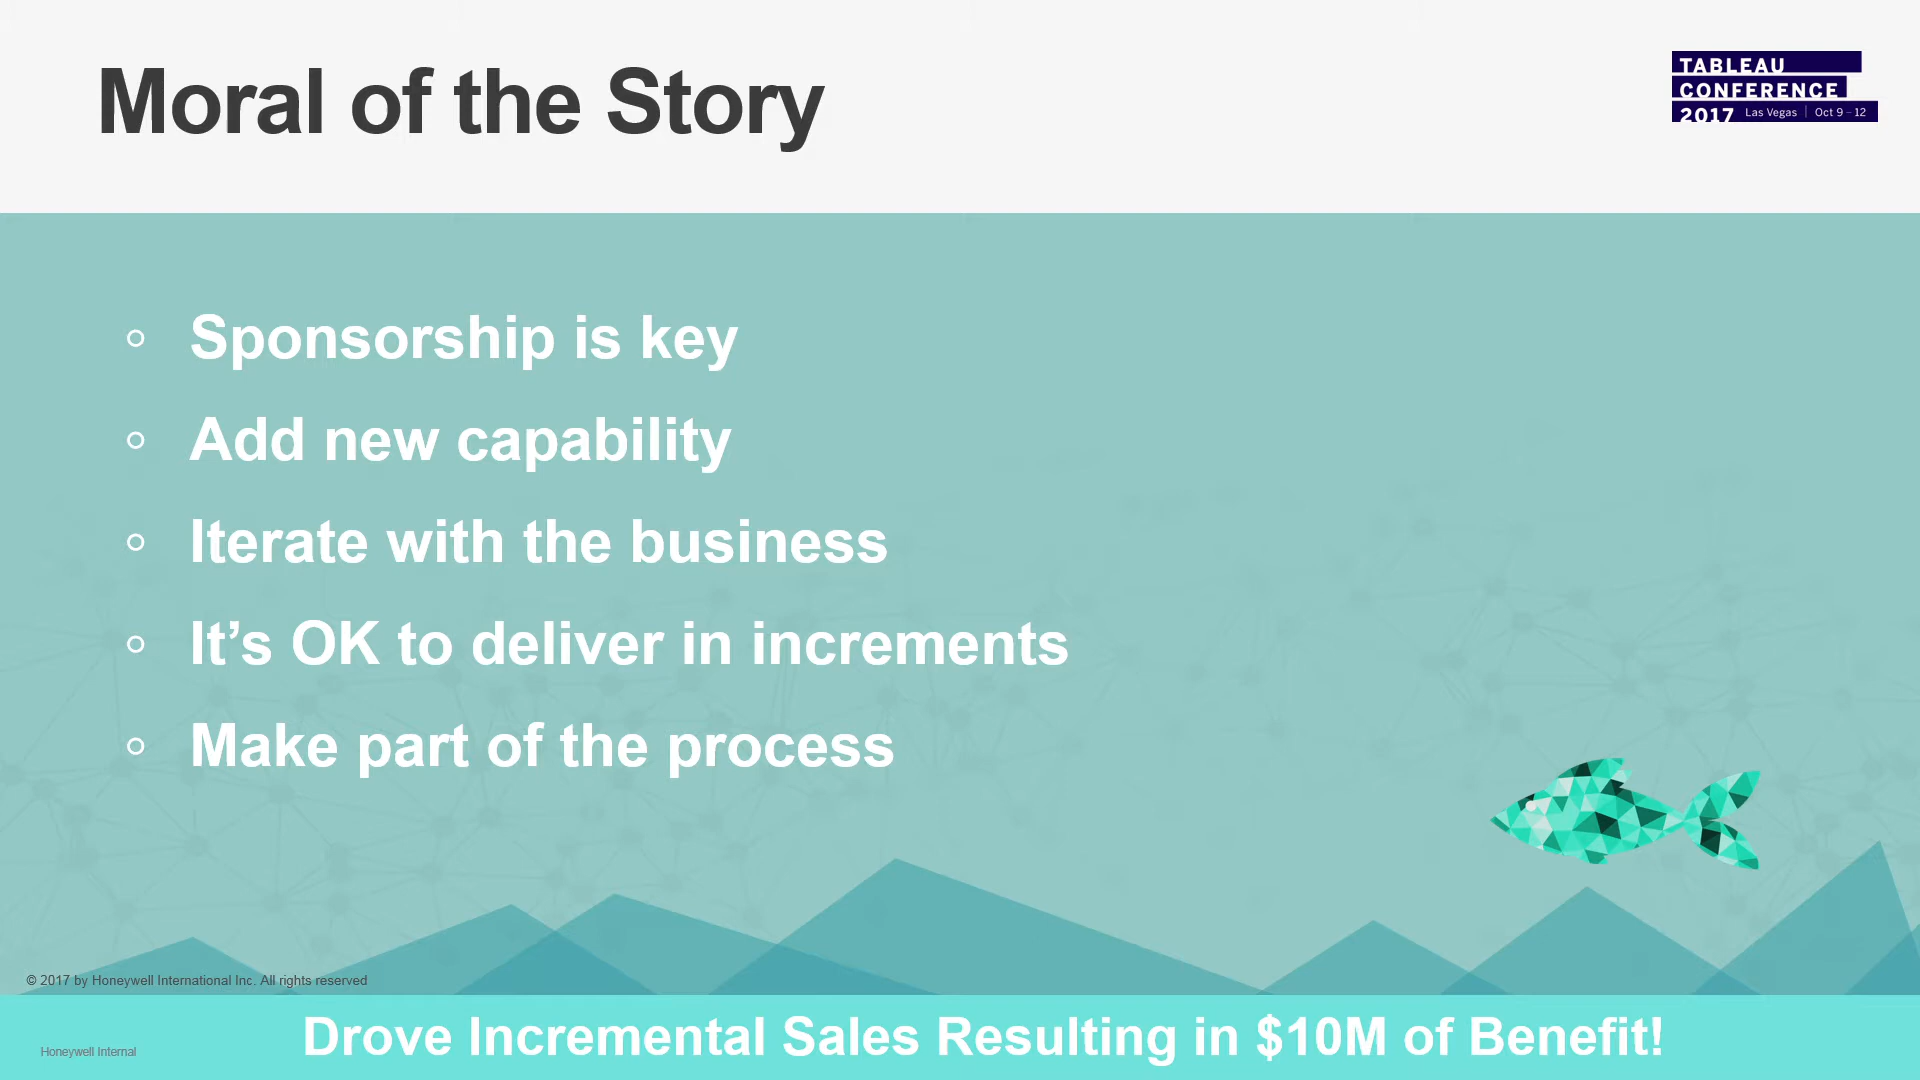 Moral of the Story
TABLEAU
CONFERENCE
2017 Las Vegas | Oct 9 - 12
Sponsorship is key
Add new capability
Iterate with the business
It’s OK to deliver in increments
Make part of the process
© 2017 by Honeywell International Inc. All rights reserved
Drove Incremental Sales Resulting in $10M of Benefit!
Honeywell Internal